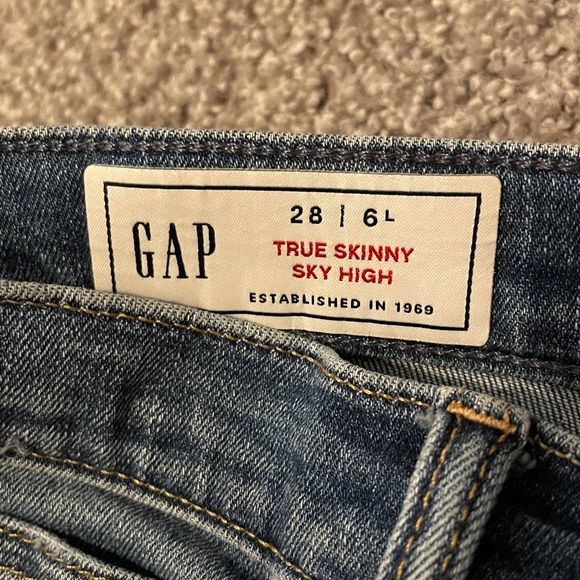 GAP
28 | 6L
TRUE SKINNY
SKY HIGH
ESTABLISHED IN 1969